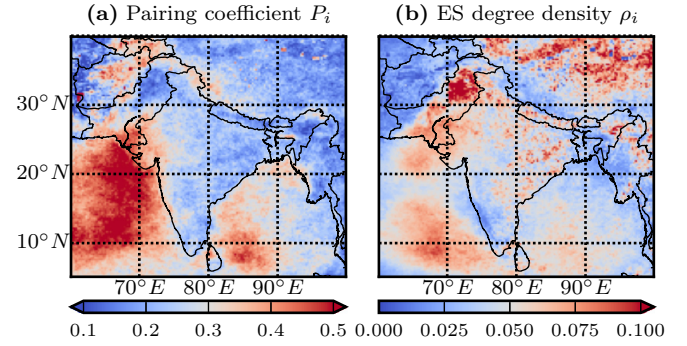 (a) Pairing coefficient P_i
(b) ES degree density ρ_i
30° N
20° N
10° N
70° E 80° E 90° E
70° E 80° E 90° E
0.1 0.2 0.3 0.4 0.5
0.000 0.025 0.050 0.075 0.100